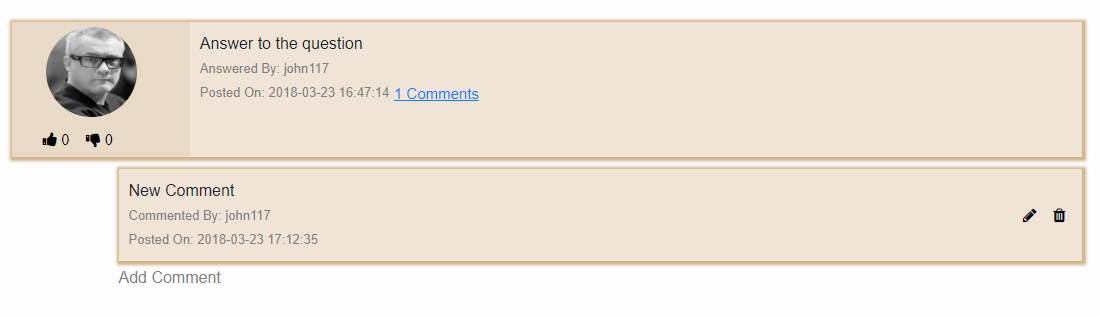 Answer to the question
Answered By: john117
Posted On: 2018-03-23 16:47:14 1 Comments
0 0
New Comment
Commented By: john117
Posted On: 2018-03-23 17:12:35
Add Comment